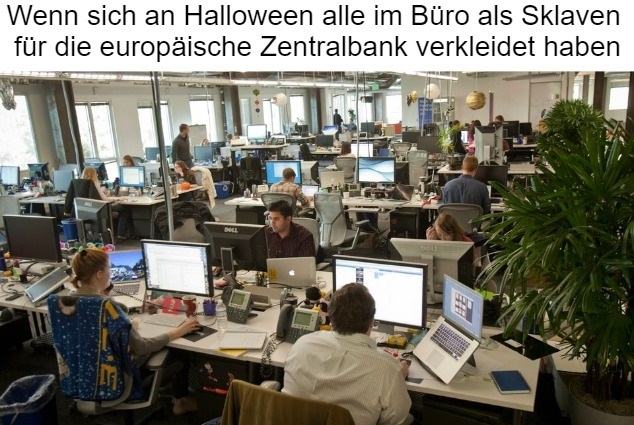 Wenn sich an Halloween alle im Büro als Sklaven
für die europäische Zentralbank verkleidet haben
DELL